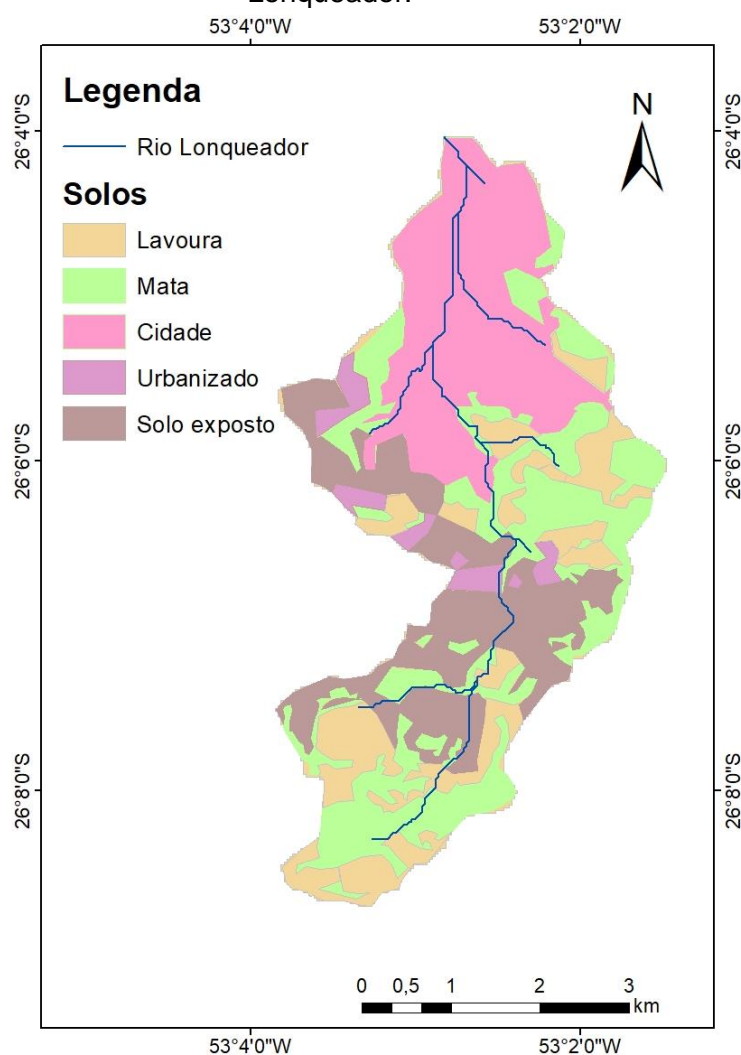 53°4'0"W 53°2'0"W
Legenda
Rio Lonqueador
Solos
Lavoura
Mata
Cidade
Urbanizado
Solo exposto
N
26°4'0"S 26°4'0"S
26°6'0"S 26°6'0"S
26°8'0"S 26°8'0"S
0 0,5 1 2 3
km
53°4'0"W 53°2'0"W